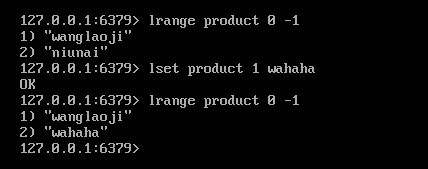 127.0.0.1:6379> lrange product 0 -1
1) "wanglaoji"
2) "niunai"
127.0.0.1:6379> lset product 1 wahaha
OK
127.0.0.1:6379> lrange product 0 -1
1) "wanglaoji"
2) "wahaha"
127.0.0.1:6379>